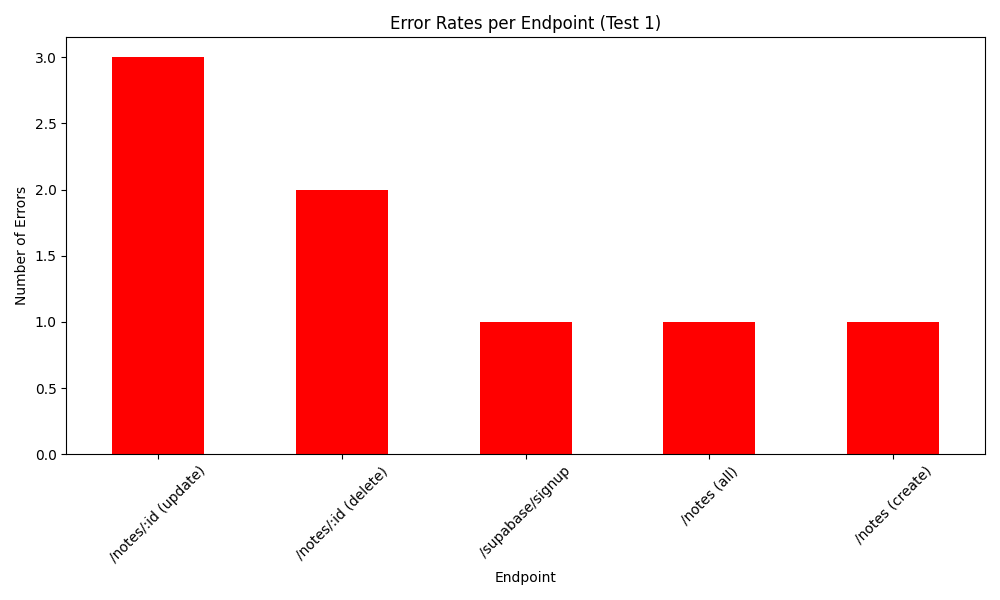 Error Rates per Endpoint (Test 1)
Number of Errors
3.0
2.5
2.0
1.5
1.0
0.5
0.0
/notes/:id (update)
/notes/:id (delete)
/supabase/signup
/notes (all)
/notes (create)
Endpoint